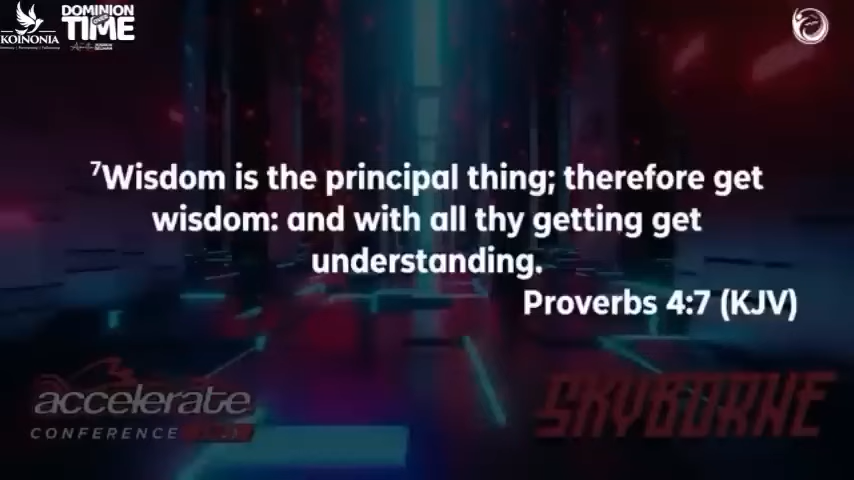 KOINONIA
DOMINION
OVER
TIME
⁷Wisdom is the principal thing; therefore get
wisdom: and with all thy getting get
understanding.
Proverbs 4:7 (KJV)
accelerate
CONFERENCE
SKYBORNE